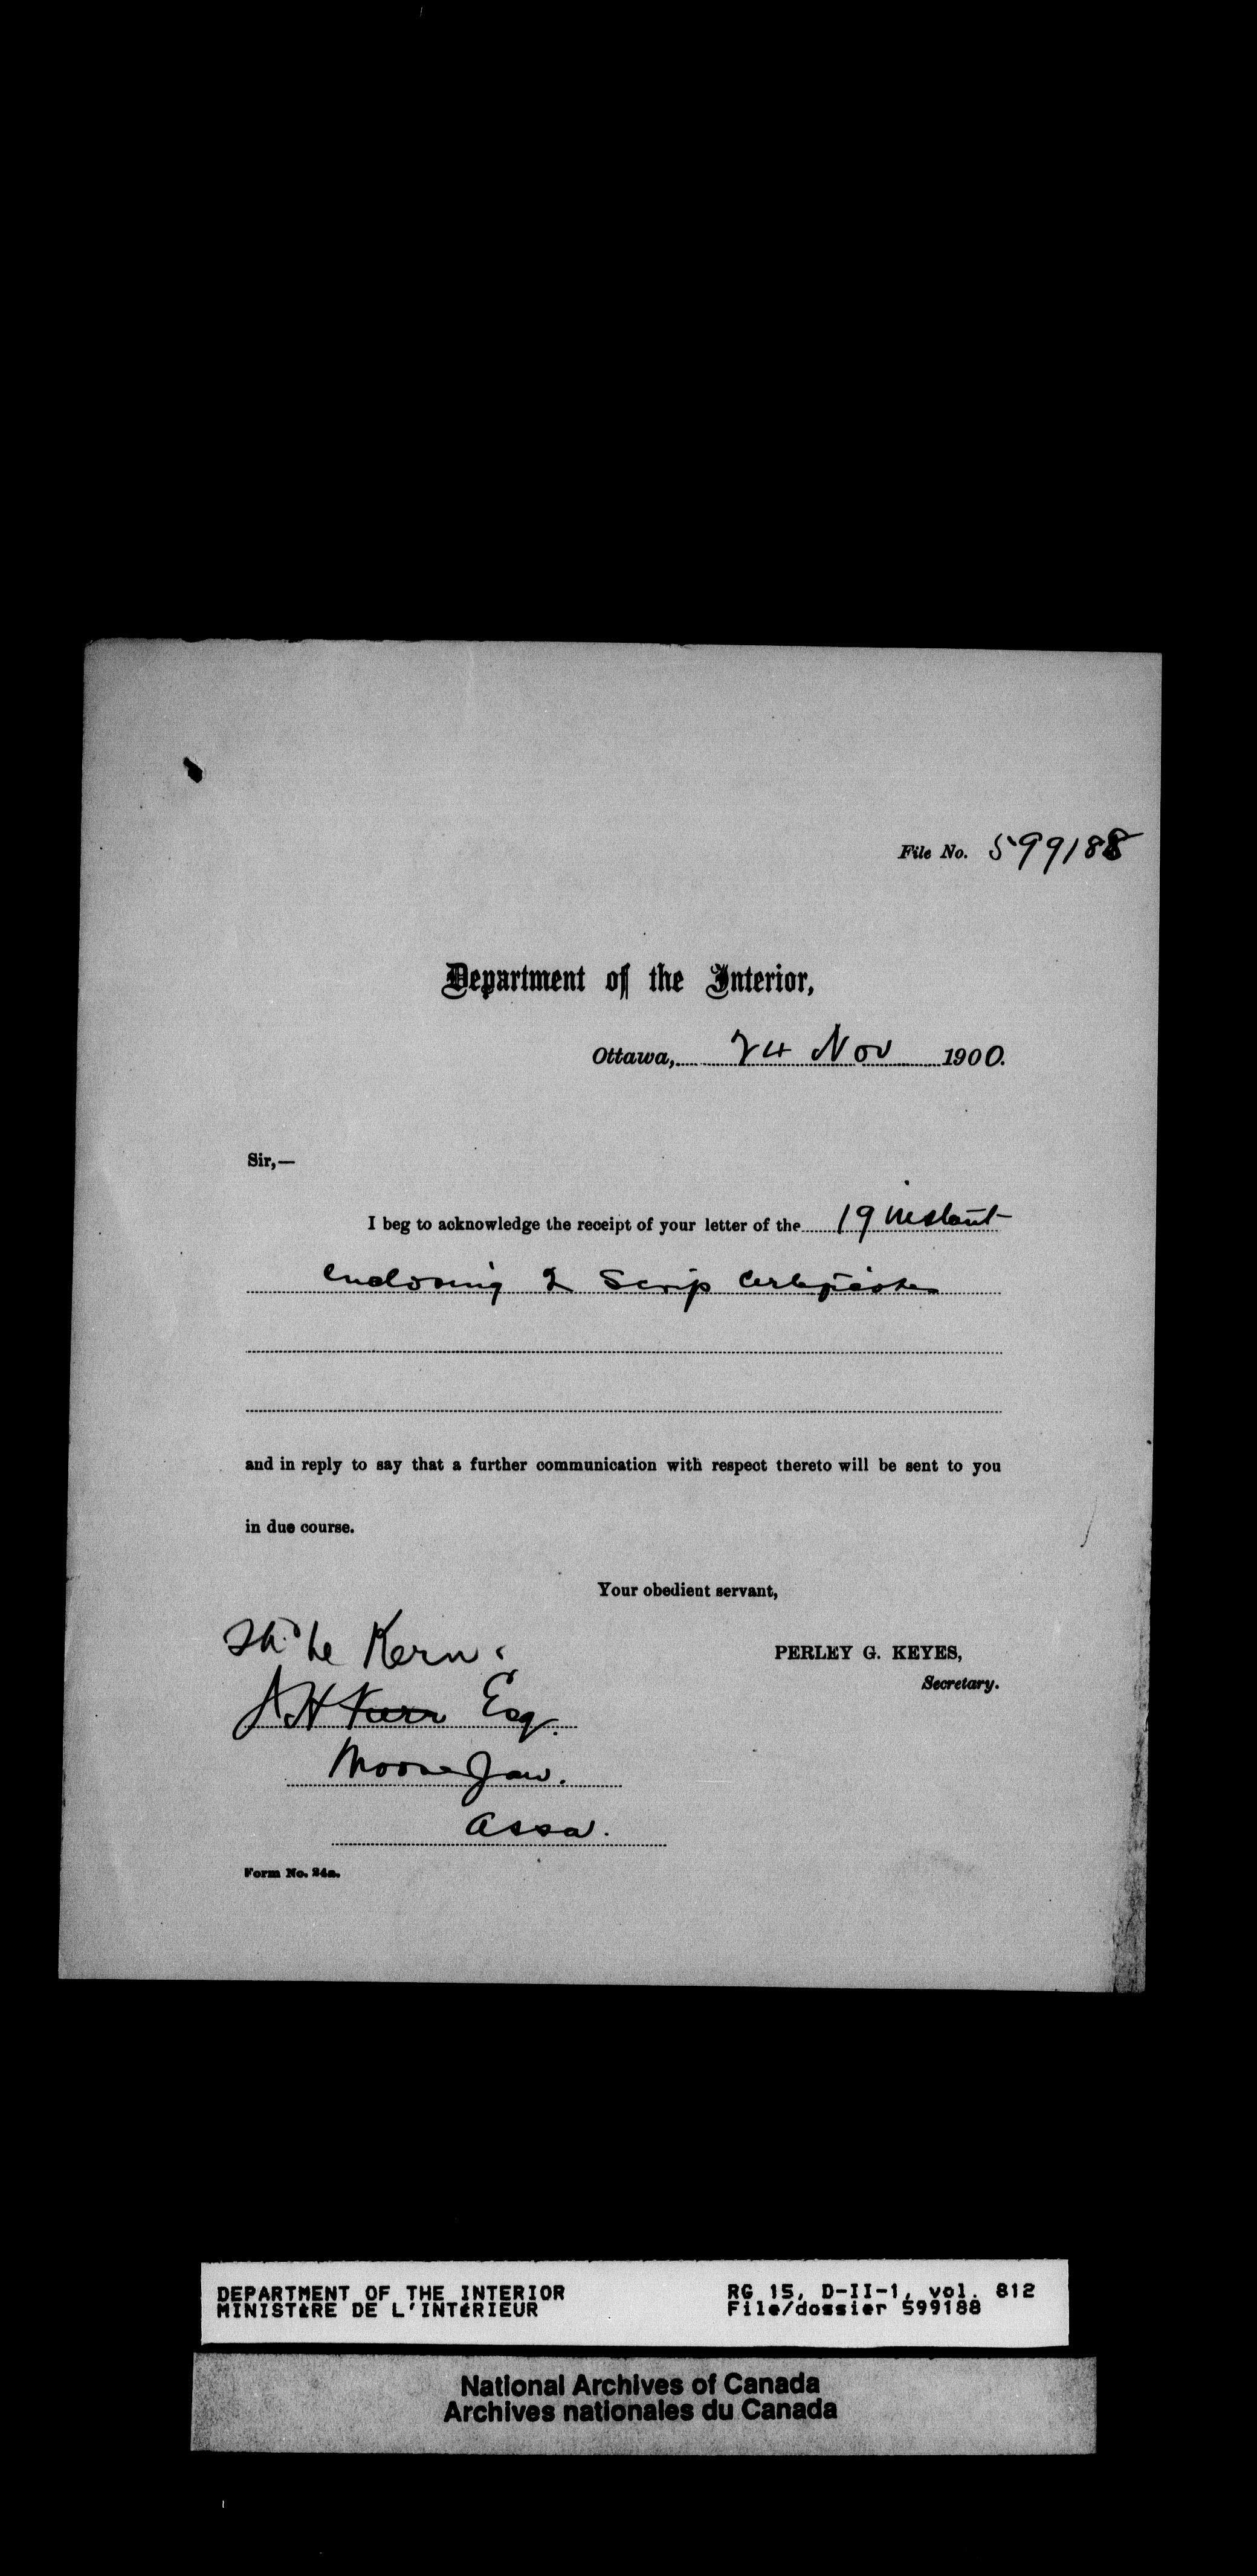 File No. 599188
Department of the Interior,
Ottawa, 24 Nov 1900.
Sir,—
I beg to acknowledge the receipt of your letter of the 19 instant
enclosing 2 Scrip Certificates
and in reply to say that a further communication with respect thereto will be sent to you
in due course.
Your obedient servant,
PERLEY G. KEYES,
Secretary.
Kern.
Kerr Esq.
Moose Jaw.
Assa.
Form No. 24a.
DEPARTMENT OF THE INTERIOR
MINISTÈRE DE L'INTÉRIEUR
RG 15, D-II-1, vol. 812
File/dossier 599188
National Archives of Canada
Archives nationales du Canada